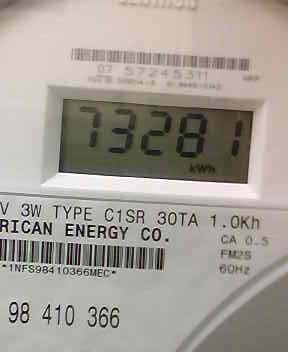 07 57245311
73281
kWh
V 3W TYPE C1SR 30TA 1.0Kh
RICAN ENERGY CO.
CA 0.5
FM2S
60Hz
*1NFS98410366MEC*
98 410 366